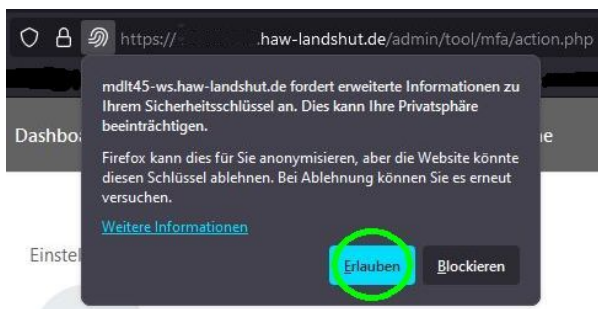 https:// .haw-landshut.de/admin/tool/mfa/action.php
mdlt45-ws.haw-landshut.de fordert erweiterte Informationen zu
Ihrem Sicherheitsschlüssel an. Dies kann Ihre Privatsphäre
beeinträchtigen.
Dashboa
Firefox kann dies für Sie anonymisieren, aber die Website könnte
diesen Schlüssel ablehnen. Bei Ablehnung können Sie es erneut
versuchen.
Weitere Informationen
Einstel
Erlauben Blockieren